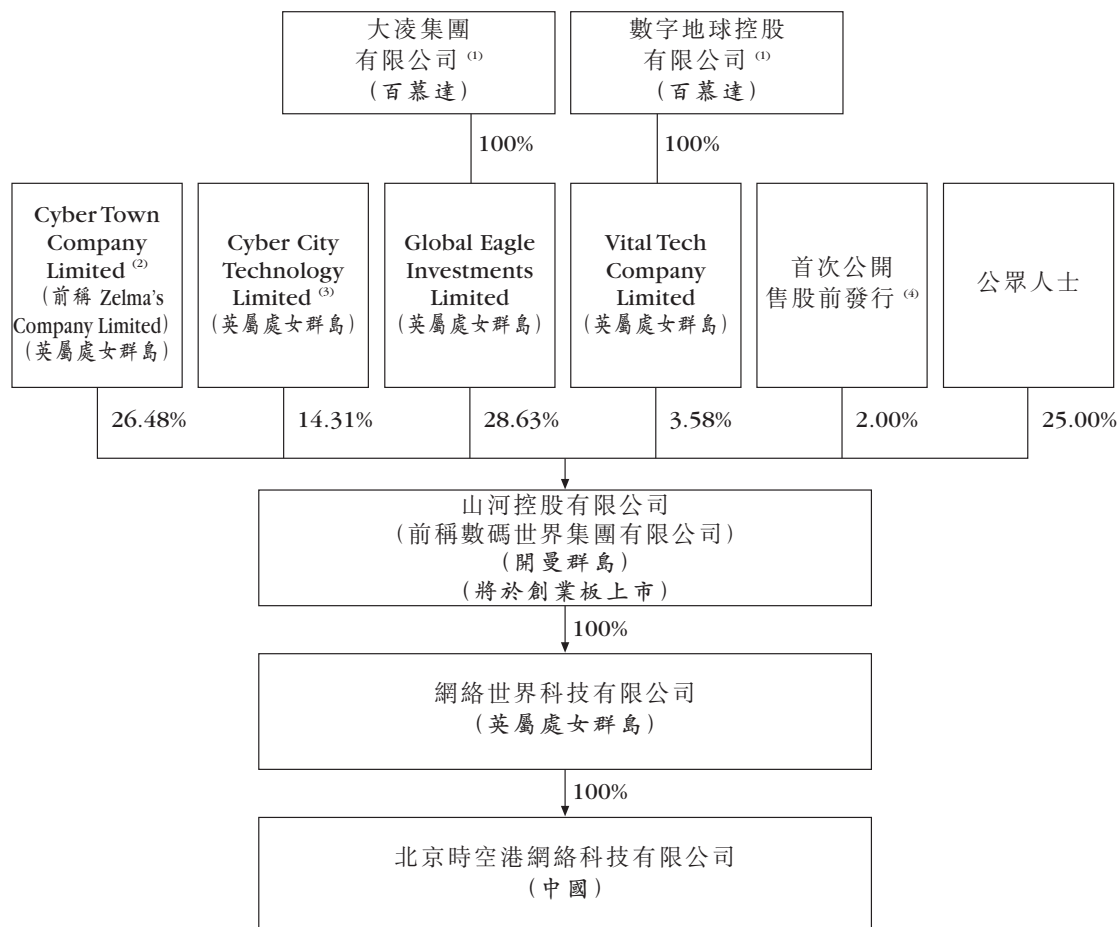 大凌集團
有限公司 (1)
（百慕達）
數字地球控股
有限公司 (1)
（百慕達）
100%
100%
Cyber Town
Company
Limited (2)
（前稱 Zelma's
Company Limited）
（英屬處女群島）
Cyber City
Technology
Limited (3)
（英屬處女群島）
Global Eagle
Investments
Limited
（英屬處女群島）
Vital Tech
Company
Limited
（英屬處女群島）
首次公開
售股前發行 (4)
公眾人士
26.48%
14.31%
28.63%
3.58%
2.00%
25.00%
山河控股有限公司
（前稱數碼世界集團有限公司）
（開曼群島）
（將於創業板上市）
100%
網絡世界科技有限公司
（英屬處女群島）
100%
北京時空港網絡科技有限公司
（中國）